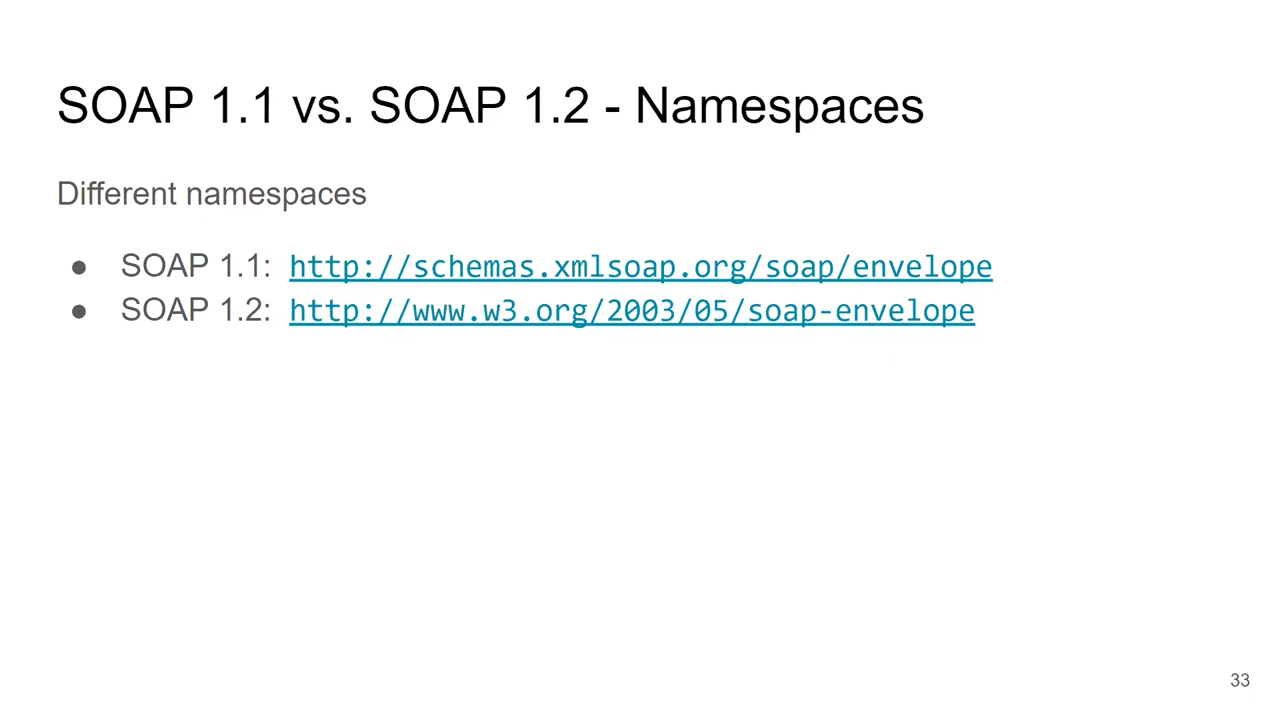 SOAP 1.1 vs. SOAP 1.2 - Namespaces
Different namespaces
● SOAP 1.1: http://schemas.xmlsoap.org/soap/envelope
● SOAP 1.2: http://www.w3.org/2003/05/soap-envelope
33